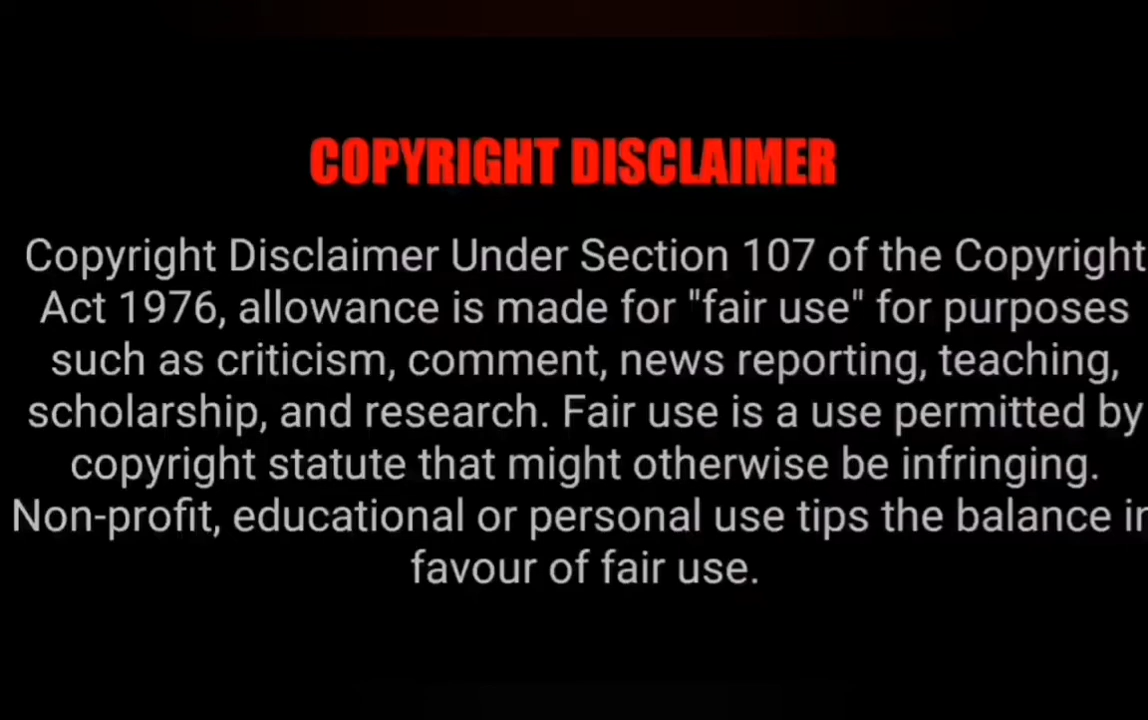 COPYRIGHT DISCLAIMER
Copyright Disclaimer Under Section 107 of the Copyright
Act 1976, allowance is made for "fair use" for purposes
such as criticism, comment, news reporting, teaching,
scholarship, and research. Fair use is a use permitted by
copyright statute that might otherwise be infringing.
Non-profit, educational or personal use tips the balance in
favour of fair use.